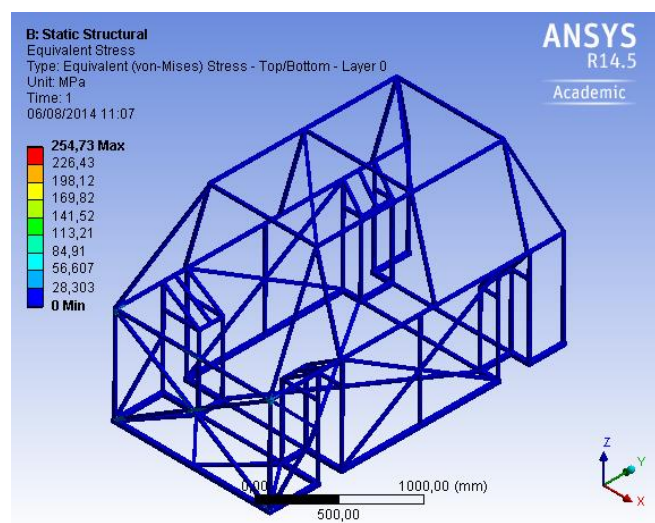 B: Static Structural
Equivalent Stress
Type: Equivalent (von-Mises) Stress - Top/Bottom - Layer 0
Unit: MPa
Time: 1
06/08/2014 11:07
ANSYS
R14.5
Academic
254,73 Max
226,43
198,12
169,82
141,52
113,21
84,91
56,607
28,303
0 Min
0,00
1000,00 (mm)
500,00
Z
Y
X